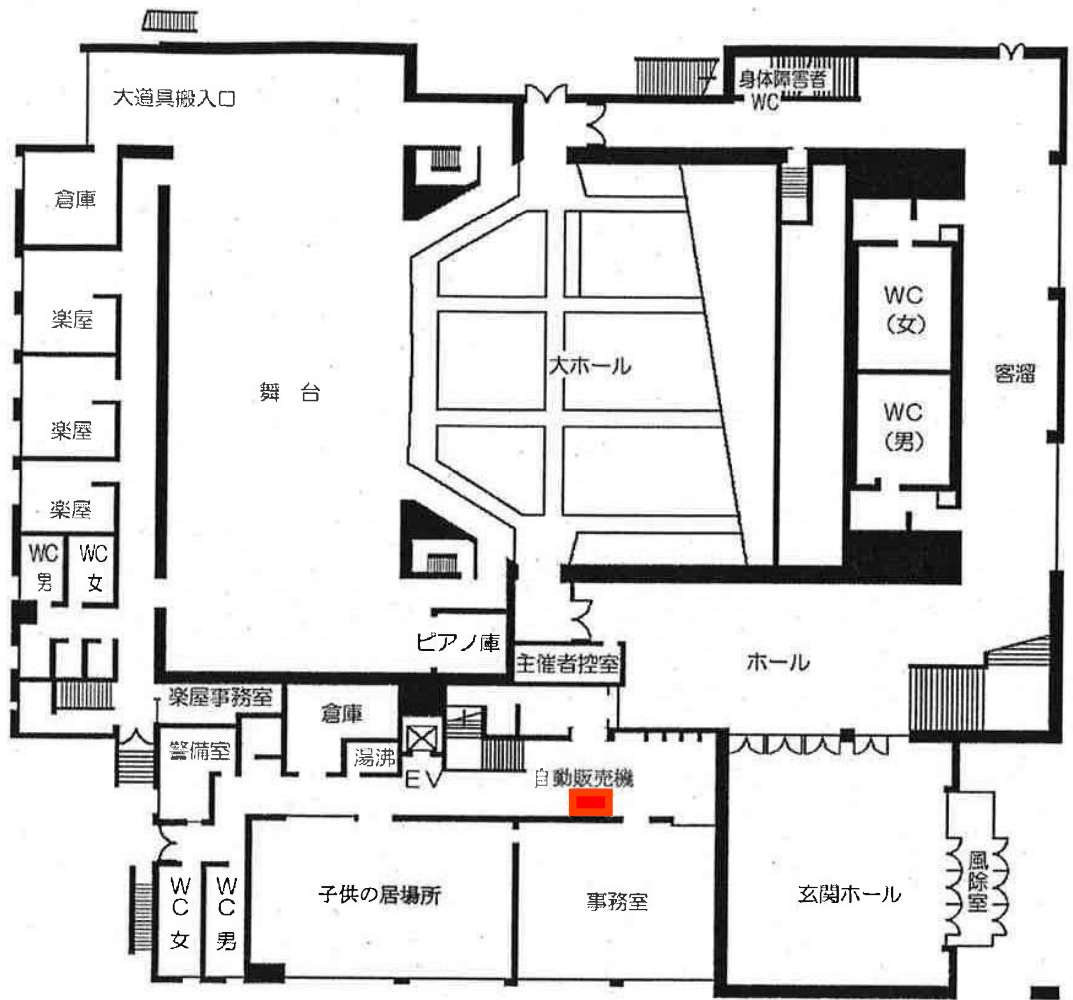 大道具搬入口
身体障害者
WC
倉庫
楽屋
楽屋
楽屋
WC
男
WC
女
舞 台
大ホール
WC
(女)
WC
(男)
客溜
ピアノ庫
主催者控室
ホール
楽屋事務室
倉庫
警備室
湯沸
EV
自動販売機
WC
女
WC
男
子供の居場所
事務室
玄関ホール
風除室